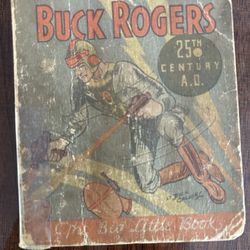 BUCK ROGERS
25TH
CENTURY
A.D.
The Big Little Book